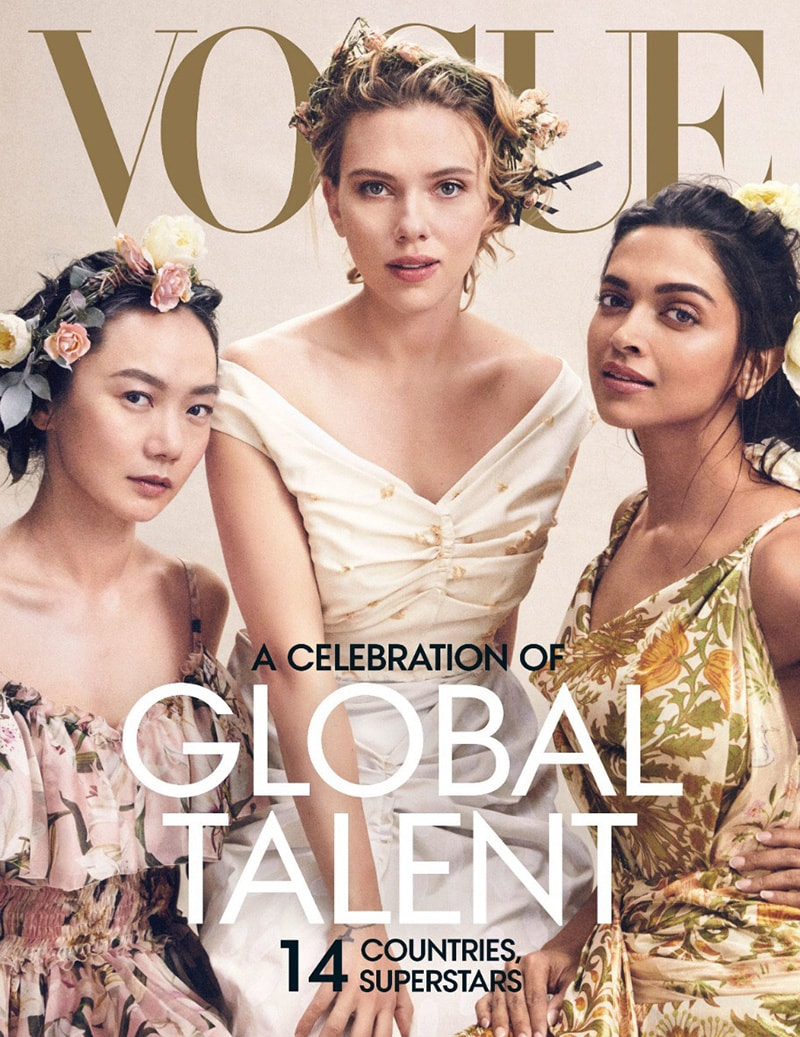 VOGUE
A CELEBRATION OF
GLOBAL
TALENT
14 COUNTRIES,
SUPERSTARS